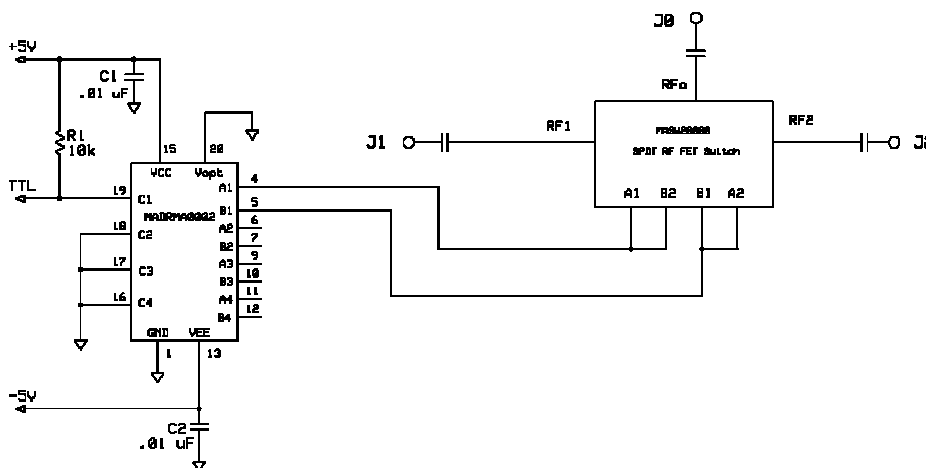 J0
+5V
C1
.01 uF
RFo
R1
10k
J1
RF1
SPDT RF FET Switch
RF2
15
20
VCC
Vopt
TTL
19
C1
A1
4
B1
5
A2
6
18
C2
B2
7
17
C3
A3
9
B3
10
16
C4
A4
11
B4
12
A1
B2
B1
A2
GND
VEE
1
13
-5V
C2
.01 uF